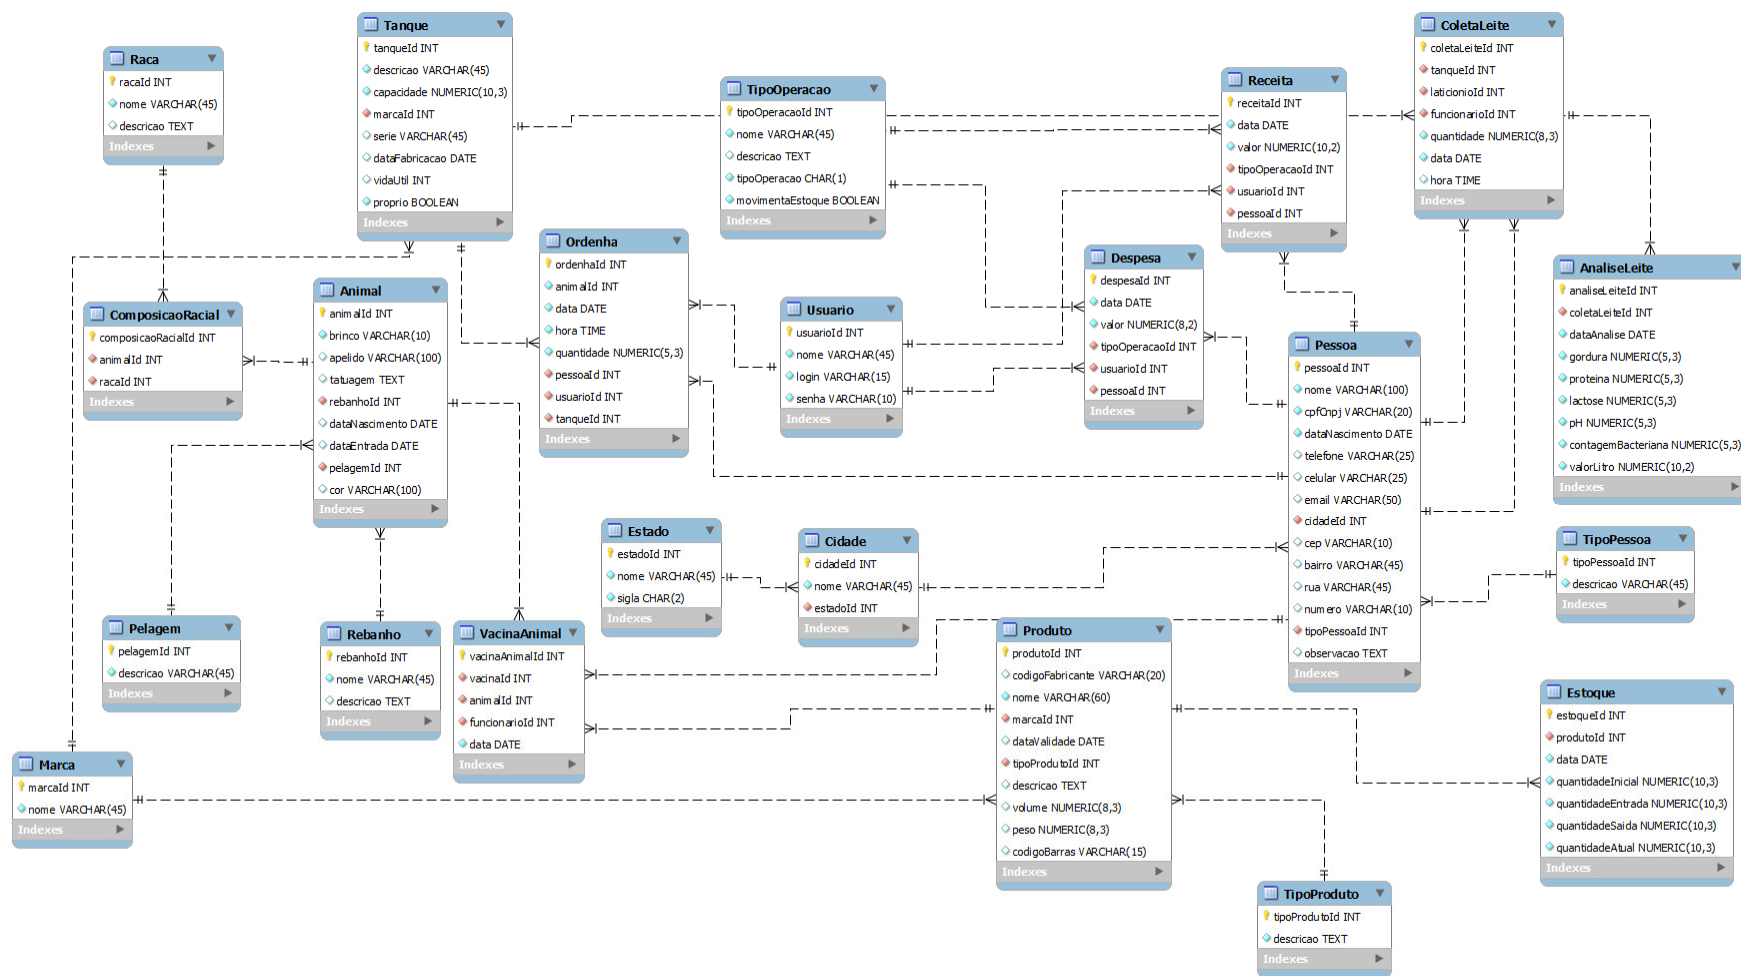 Raca
racaId INT
nome VARCHAR(45)
descricao TEXT
Indexes
Tanque
tanqueId INT
descricao VARCHAR(45)
capacidade NUMERIC(10,3)
marcaId INT
serie VARCHAR(45)
dataFabricacao DATE
vidaUtil INT
proprio BOOLEAN
Indexes
TipoOperacao
tipoOperacaoId INT
nome VARCHAR(45)
descricao TEXT
tipoOperacao CHAR(1)
movimentaEstoque BOOLEAN
Indexes
Receita
receitaId INT
data DATE
valor NUMERIC(10,2)
tipoOperacaoId INT
usuarioId INT
pessoaId INT
Indexes
ColetaLeite
coletaLeiteId INT
tanqueId INT
laticionioId INT
funcionarioId INT
quantidade NUMERIC(8,3)
data DATE
hora TIME
Indexes
ComposicaoRacial
composicaoRacialId INT
animalId INT
racaId INT
Indexes
Animal
animalId INT
brinco VARCHAR(10)
apelido VARCHAR(100)
tatuagem TEXT
rebanhoId INT
dataNascimento DATE
dataEntrada DATE
pelagemId INT
cor VARCHAR(100)
Indexes
Ordenha
ordenhaId INT
animalId INT
data DATE
hora TIME
quantidade NUMERIC(5,3)
pessoaId INT
usuarioId INT
tanqueId INT
Indexes
Usuario
usuarioId INT
nome VARCHAR(45)
login VARCHAR(15)
senha VARCHAR(10)
Indexes
Despesa
despesaId INT
data DATE
valor NUMERIC(8,2)
tipoOperacaoId INT
usuarioId INT
pessoaId INT
Indexes
AnaliseLeite
analiseLeiteId INT
coletaLeiteId INT
dataAnalise DATE
gordura NUMERIC(5,3)
proteina NUMERIC(5,3)
lactose NUMERIC(5,3)
pH NUMERIC(5,3)
contagemBacteriana NUMERIC(5,3)
valorLitro NUMERIC(10,2)
Indexes
Pessoa
pessoaId INT
nome VARCHAR(100)
cpfCnpj VARCHAR(20)
dataNascimento DATE
telefone VARCHAR(25)
celular VARCHAR(25)
email VARCHAR(50)
cidadeId INT
cep VARCHAR(10)
bairro VARCHAR(45)
rua VARCHAR(45)
numero VARCHAR(10)
tipoPessoaId INT
observacao TEXT
Indexes
Estado
estadoId INT
nome VARCHAR(45)
sigla CHAR(2)
Indexes
Cidade
cidadeId INT
nome VARCHAR(45)
estadoId INT
Indexes
TipoPessoa
tipoPessoaId INT
descricao VARCHAR(45)
Indexes
Pelagem
pelagemId INT
descricao VARCHAR(45)
Indexes
Rebanho
rebanhoId INT
nome VARCHAR(45)
descricao TEXT
Indexes
VacinaAnimal
vacinaAnimalId INT
vacinaId INT
animalId INT
funcionarioId INT
data DATE
Indexes
Produto
produtoId INT
codigoFabricante VARCHAR(20)
nome VARCHAR(60)
marcaId INT
dataValidade DATE
tipoProdutoId INT
descricao TEXT
volume NUMERIC(8,3)
peso NUMERIC(8,3)
codigoBarras VARCHAR(15)
Indexes
Estoque
estoqueId INT
produtoId INT
data DATE
quantidadeInicial NUMERIC(10,3)
quantidadeEntrada NUMERIC(10,3)
quantidadeSaida NUMERIC(10,3)
quantidadeAtual NUMERIC(10,3)
Indexes
Marca
marcaId INT
nome VARCHAR(45)
Indexes
TipoProduto
tipoProdutoId INT
descricao TEXT
Indexes